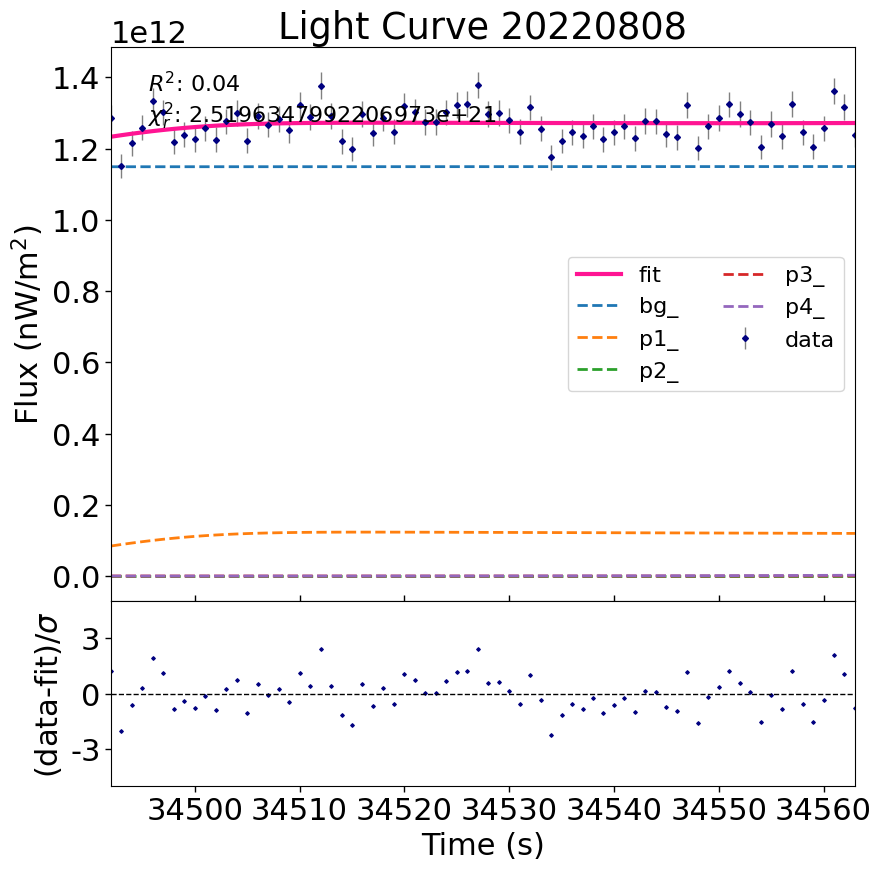 Light Curve 20220808
1e12
R²: 0.04
χ²ᵣ: 2.5196347992206973e+21
1.4
1.2
1.0
0.8
0.6
0.4
0.2
0.0
Flux (nW/m²)
fit
bg_
p1_
p2_
p3_
p4_
data
3
0
-3
(data-fit)/σ
34500 34510 34520 34530 34540 34550 34560
Time (s)